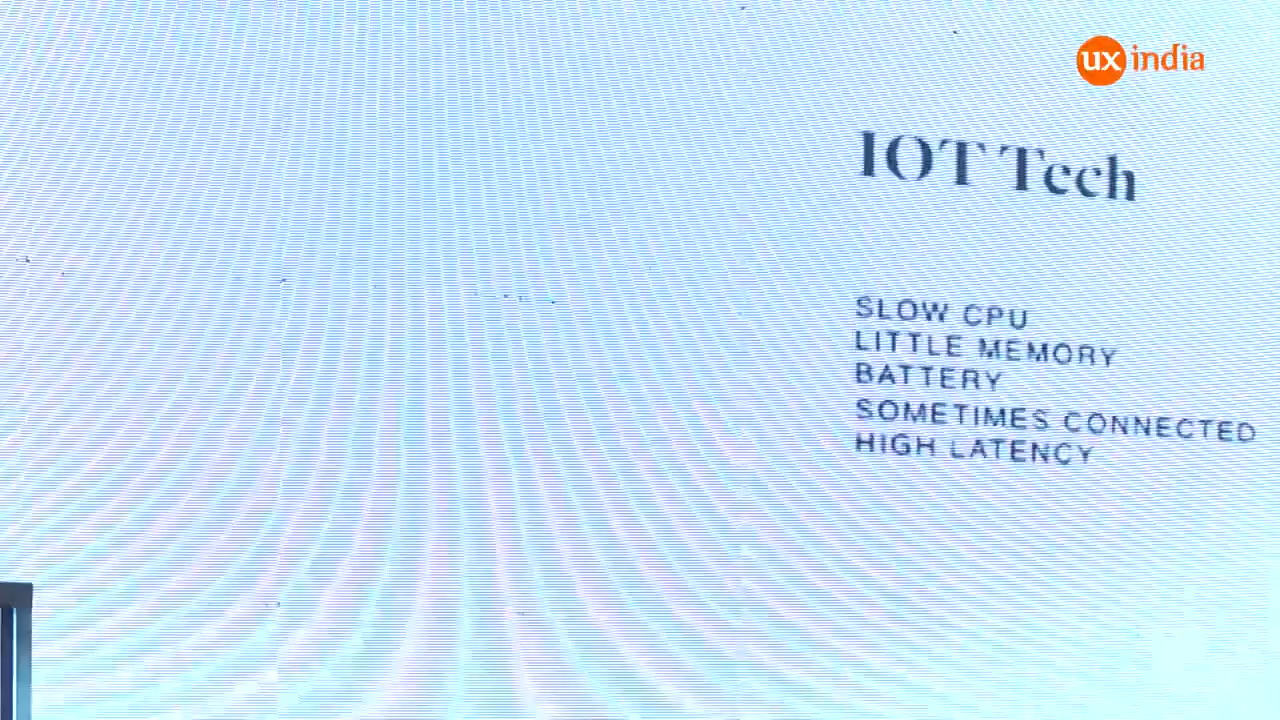 ux india
IOT Tech
SLOW CPU
LITTLE MEMORY
BATTERY
SOMETIMES CONNECTED
HIGH LATENCY